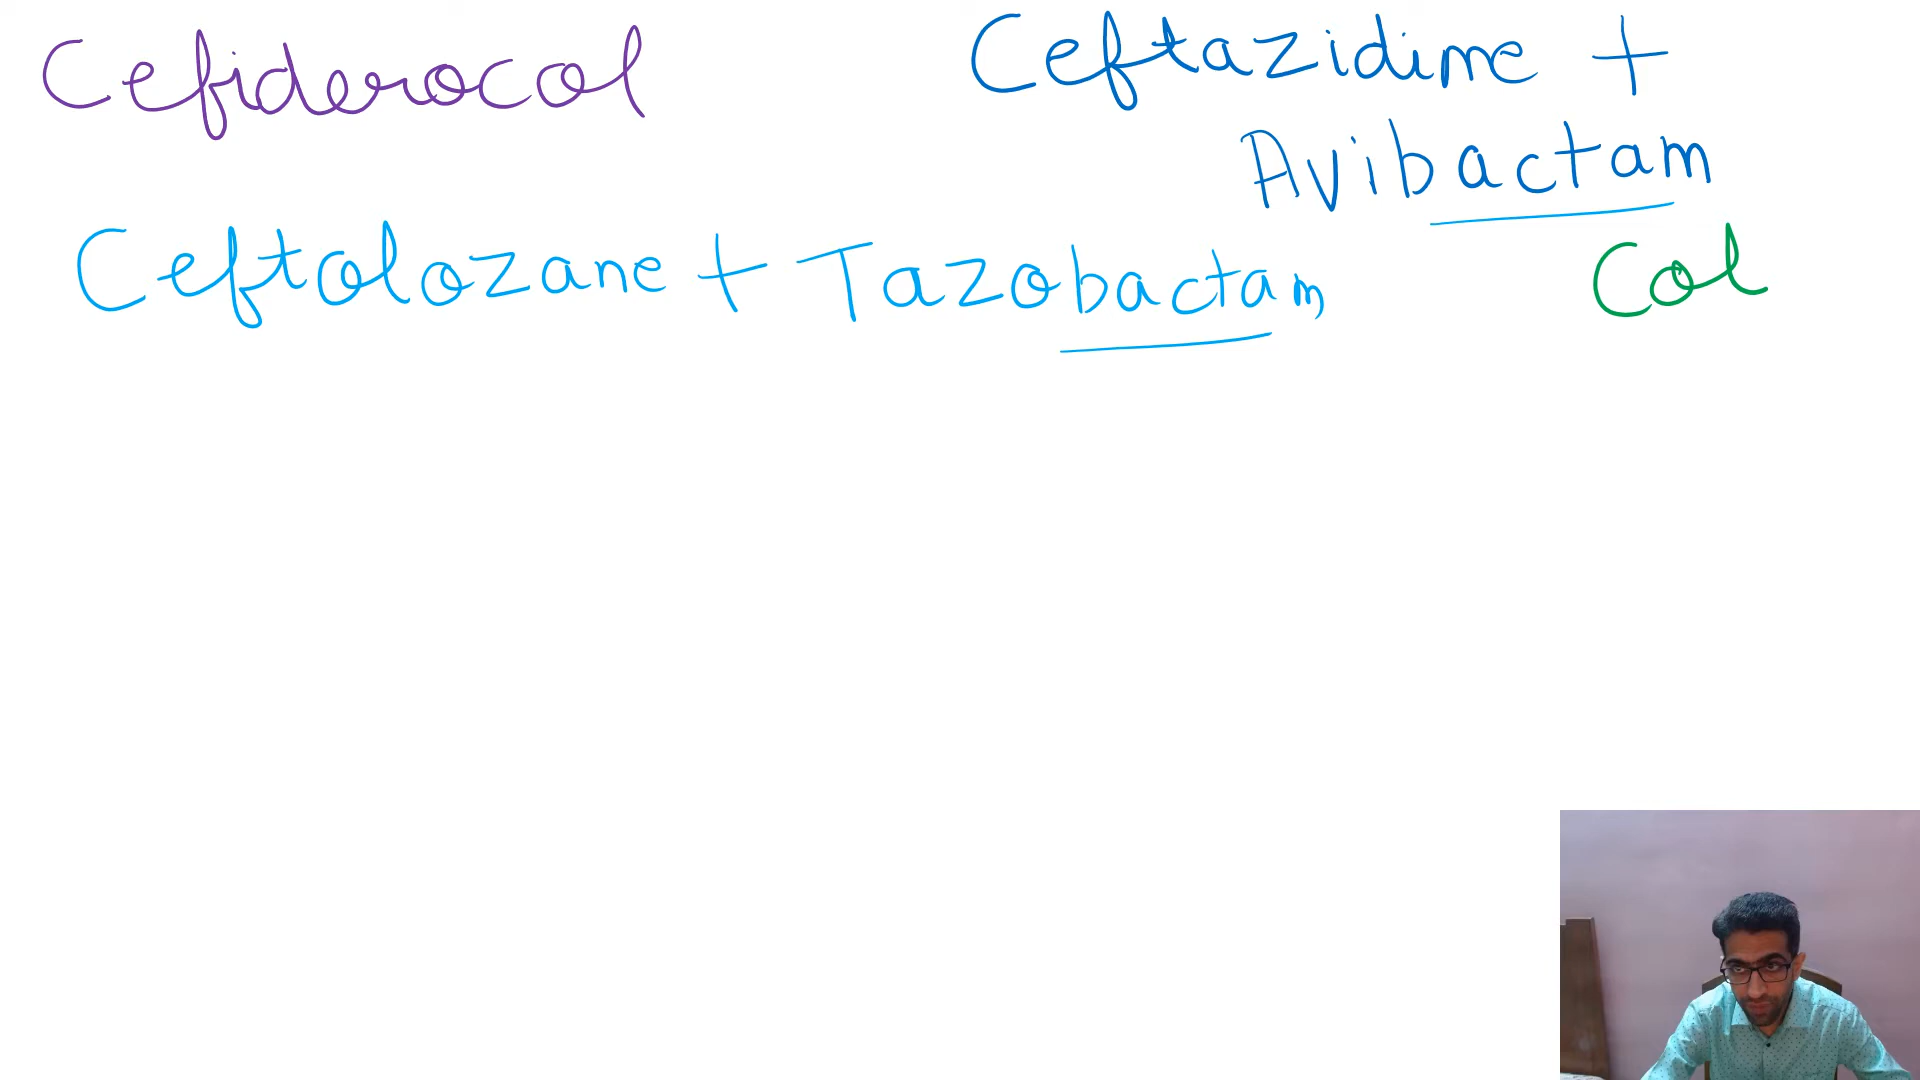 Cefiderocol
Ceftazidime +
Avibactam
Ceftolozane + Tazobactam
Col